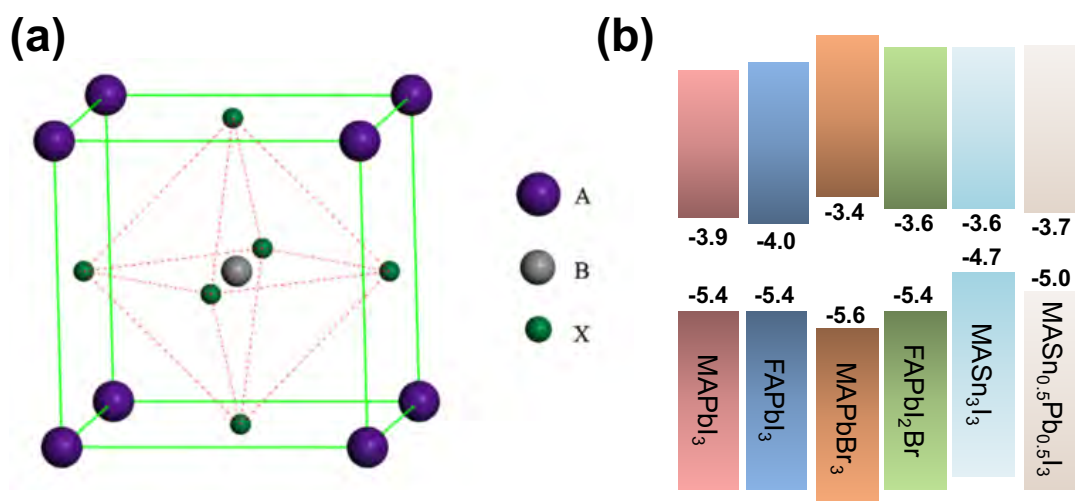 (a)
A
B
X
(b)
-3.9
-4.0
-3.4
-3.6
-3.6
-3.7
-5.4
-5.4
-5.6
-5.4
-4.7
-5.0
MAPbI₃
FAPbI₃
MAPbBr₃
FAPbI₂Br
MASn₃I₃
MASn₀.₅Pb₀.₅I₃